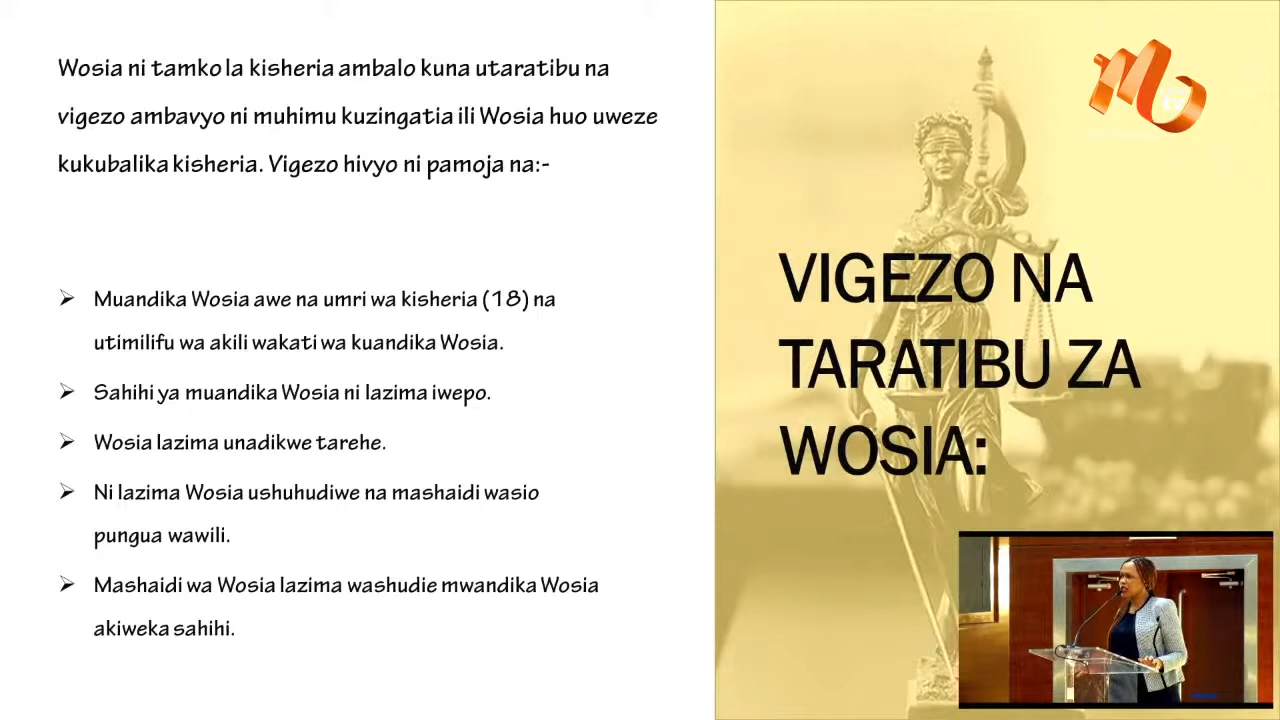 Wosia ni tamko la kisheria ambalo kuna utaratibu na
vigezo ambavyo ni muhimu kuzingatia ili Wosia huo uweze
kukubalika kisheria. Vigezo hivyo ni pamoja na:-
➢ Muandika Wosia awe na umri wa kisheria (18) na
utimilifu wa akili wakati wa kuandika Wosia.
➢ Sahihi ya muandika Wosia ni lazima iwepo.
➢ Wosia lazima unadikwe tarehe.
➢ Ni lazima Wosia ushuhudiwe na mashaidi wasio
pungua wawili.
➢ Mashaidi wa Wosia lazima washudie mwandika Wosia
akiweka sahihi.
VIGEZO NA
TARATIBU ZA
WOSIA: